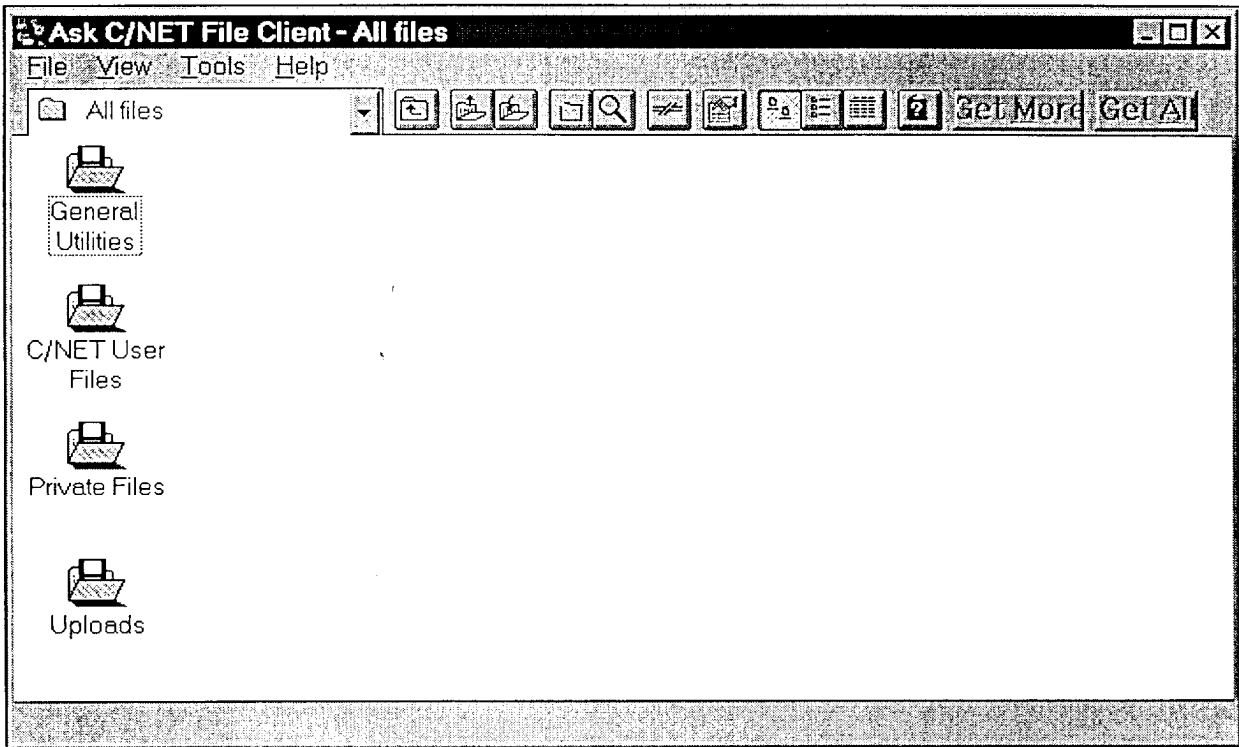 Ask C/NET File Client - All files
File View Tools Help
All files
Get More Get All
General
Utilities
C/NET User
Files
Private Files
Uploads